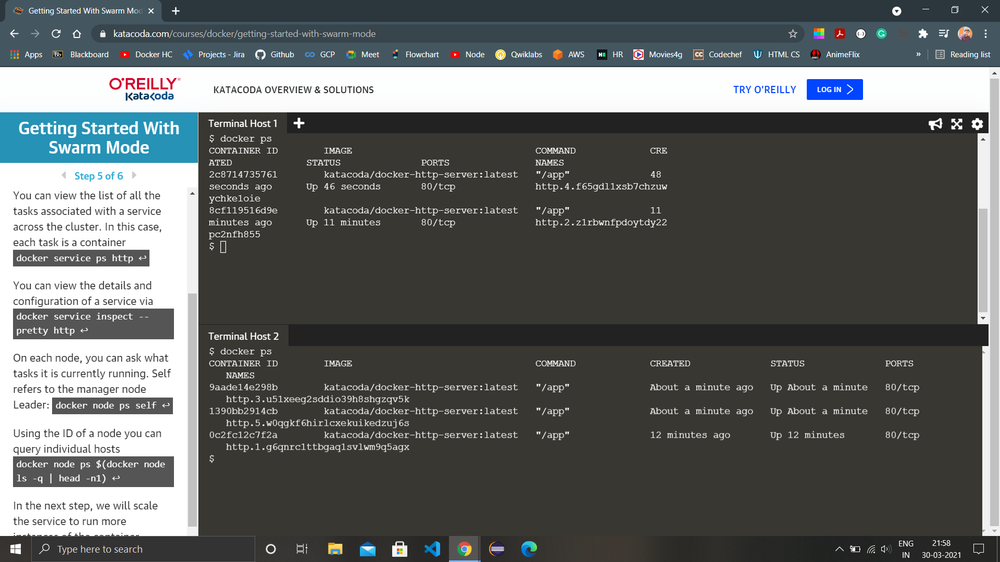 Getting Started With Swarm Mod
katacoda.com/courses/docker/getting-started-with-swarm-mode
Apps Bb Blackboard Docker HC Projects - Jira Github GCP Meet Flowchart Node Qwiklabs AWS HR Movies4g CC Codechef HTML CS AnimeFlix » Reading list
O'REILLY
Katacoda
KATACODA OVERVIEW & SOLUTIONS
TRY O'REILLY
LOG IN
Getting Started With
Swarm Mode
Step 5 of 6
You can view the list of all the
tasks associated with a service
across the cluster. In this case,
each task is a container
docker service ps http ↩
You can view the details and
configuration of a service via
docker service inspect --
pretty http ↩
On each node, you can ask what
tasks it is currently running. Self
refers to the manager node
Leader: docker node ps self ↩
Using the ID of a node you can
query individual hosts
docker node ps $(docker node
ls -q | head -n1) ↩
In the next step, we will scale
the service to run more
instances of the container
Terminal Host 1
$ docker ps
CONTAINER ID IMAGE COMMAND CRE
ATED STATUS PORTS NAMES
2c8714735761 katacoda/docker-http-server:latest "/app" 48
seconds ago Up 46 seconds 80/tcp http.4.f65gdl1xsb7chzuw
ychke1oie
8cf119516d9e katacoda/docker-http-server:latest "/app" 11
minutes ago Up 11 minutes 80/tcp http.2.z1rbwnfpdoytdy22
pc2nfh855
$
Terminal Host 2
$ docker ps
CONTAINER ID IMAGE COMMAND CREATED STATUS PORTS
NAMES
9aade14e298b katacoda/docker-http-server:latest "/app" About a minute ago Up About a minute 80/tcp
http.3.u51xeeg2sddio39h8shgzqv5k
1390bb2914cb katacoda/docker-http-server:latest "/app" About a minute ago Up About a minute 80/tcp
http.5.w0qgkf6hirlcxekuikedzuj6s
0c2fc12c7f2a katacoda/docker-http-server:latest "/app" 12 minutes ago Up 12 minutes 80/tcp
http.1.g6qnrc1ttbgaq1svlwm9q5agx
$
Type here to search
ENG
IN
21:58
30-03-2021